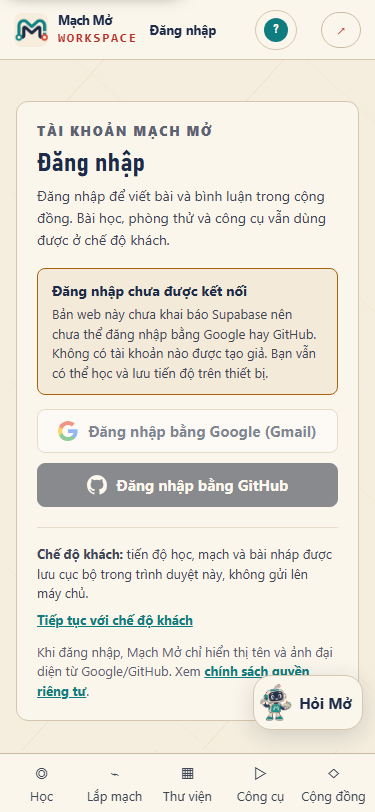 Mạch Mở
WORKSPACE
Đăng nhập
?
↗
TÀI KHOẢN MẠCH MỞ
Đăng nhập
Đăng nhập để viết bài và bình luận trong cộng
đồng. Bài học, phòng thử và công cụ vẫn dùng
được ở chế độ khách.
Đăng nhập chưa được kết nối
Bản web này chưa khai báo Supabase nên
chưa thể đăng nhập bằng Google hay GitHub.
Không có tài khoản nào được tạo giả. Bạn vẫn
có thể học và lưu tiến độ trên thiết bị.
Đăng nhập bằng Google (Gmail)
Đăng nhập bằng GitHub
Chế độ khách: tiến độ học, mạch và bài nháp được
lưu cục bộ trong trình duyệt này, không gửi lên
máy chủ.
Tiếp tục với chế độ khách
Khi đăng nhập, Mạch Mở chỉ hiển thị tên và ảnh đại
diện từ Google/GitHub. Xem chính sách quyền
riêng tư.
Hỏi Mở
Học
Lắp mạch
Thư viện
Công cụ
Cộng đồng